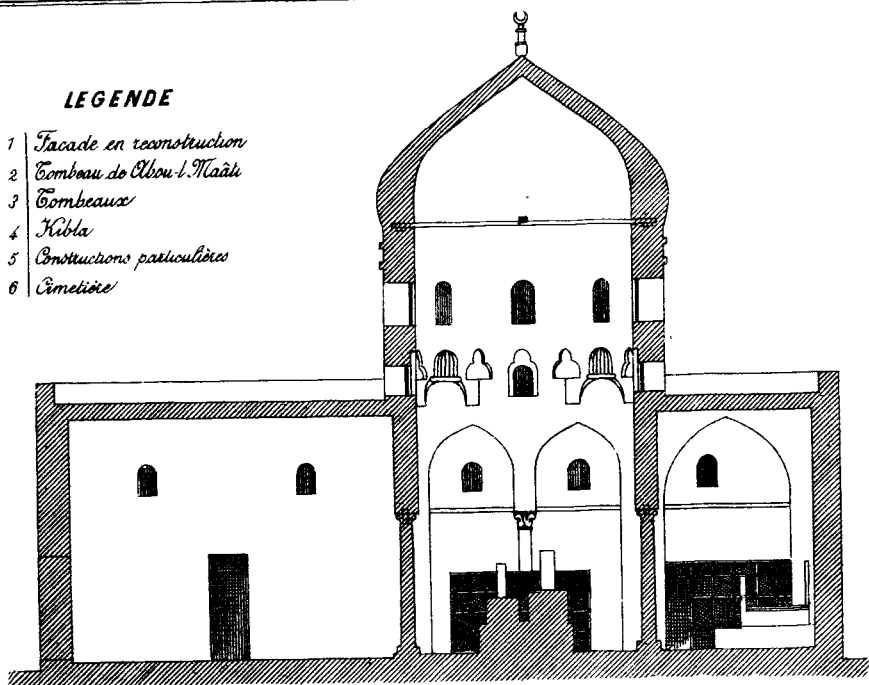 LEGENDE
1 Facade en reconstruction
2 Tombeau de Abou-l Maâti
3 Tombeaux
4 Kibla
5 Constructions particulières
6 Cimetière